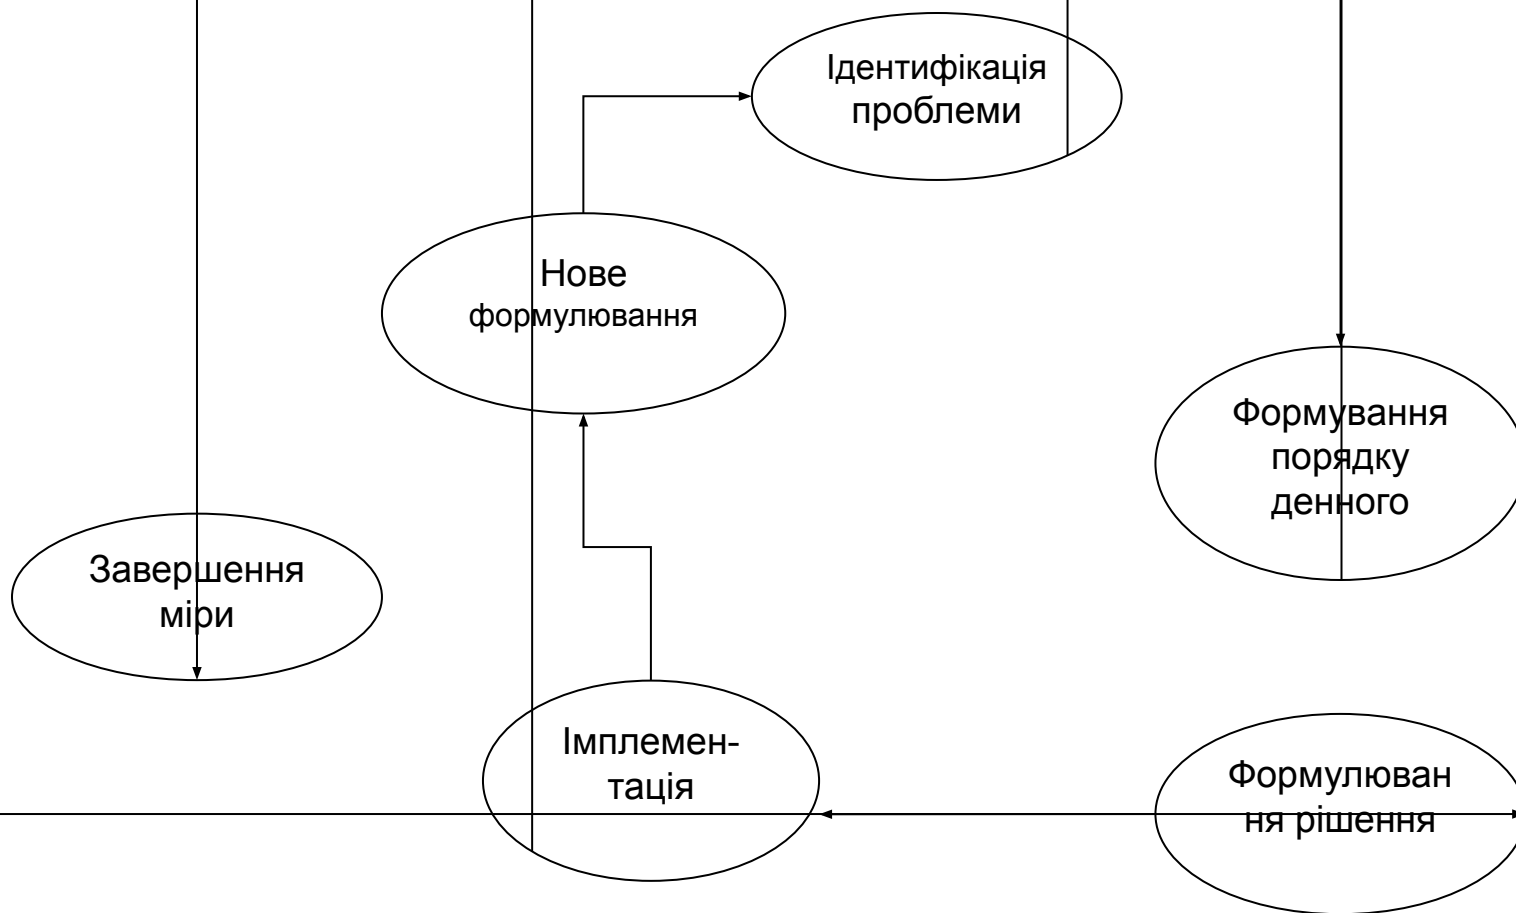 Ідентифікація
проблеми
Нове
формулювання
Формування
порядку
денного
Завершення
міри
Імплемен-
тація
Формулюван
ня рішення